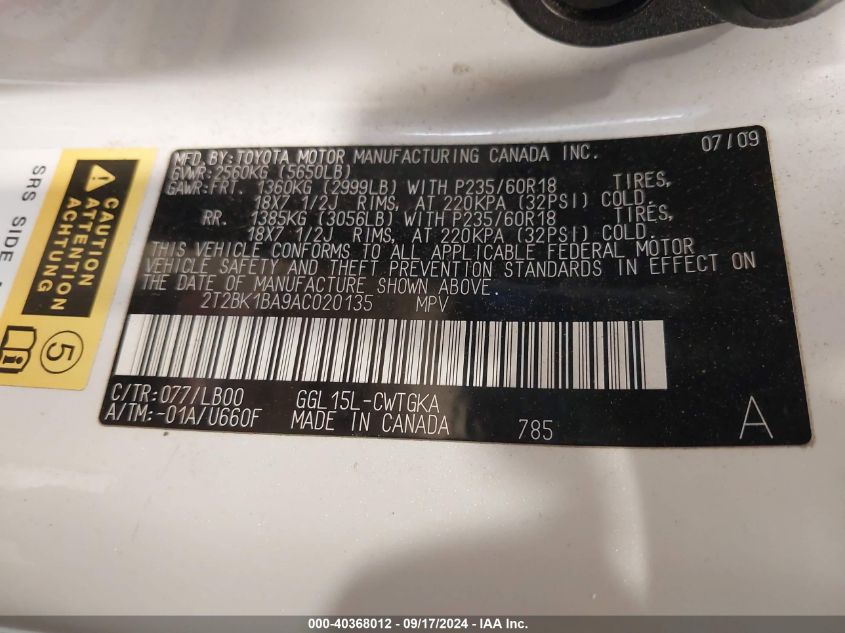 MFD. BY: TOYOTA MOTOR MANUFACTURING CANADA INC. 07/09
GVWR: 2560KG (5650LB)
GAWR: FRT. 1360KG (2999LB) WITH P235/60R18 TIRES,
18X7 1/2J RIMS, AT 220KPA (32PSI) COLD.
RR. 1385KG (3056LB) WITH P235/60R18 TIRES,
18X7 1/2J RIMS, AT 220KPA (32PSI) COLD.
THIS VEHICLE CONFORMS TO ALL APPLICABLE FEDERAL MOTOR
VEHICLE SAFETY AND THEFT PREVENTION STANDARDS IN EFFECT ON
THE DATE OF MANUFACTURE SHOWN ABOVE.
2T2BK1BA9AC020135 MPV
C/TR: 077/LB00 GGL15L-CWTGKA
A/TM: -01A/U660F MADE IN CANADA 785 A
CAUTION
ATTENTION
ACHTUNG
5
SRS SIDE
000-40368012 - 09/17/2024 - IAA Inc.